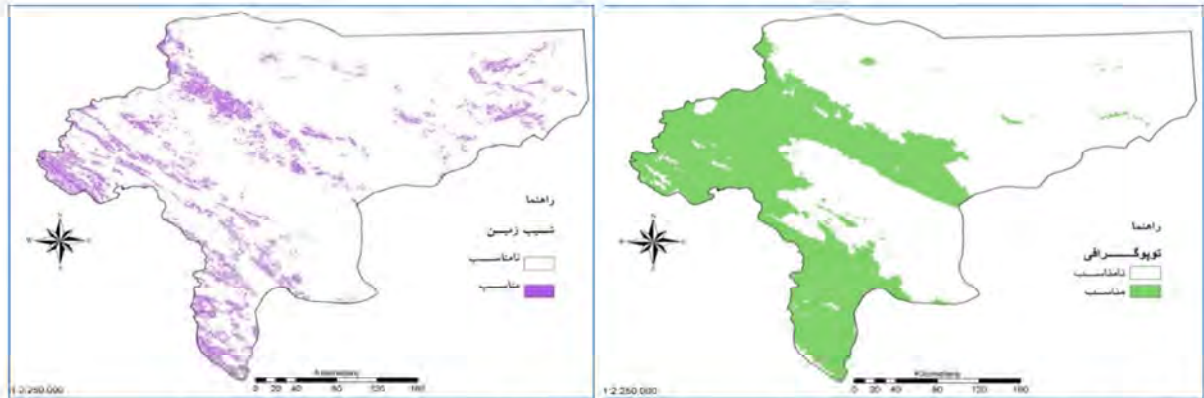 راهنما
شیب زمین
نامناسب
مناسب
Kilometers
0 20 40 80 120 160
1:2,250,000
راهنما
توپوگرافی
نامناسب
مناسب
Kilometers
0 20 40 80 120 160
1:2,250,000